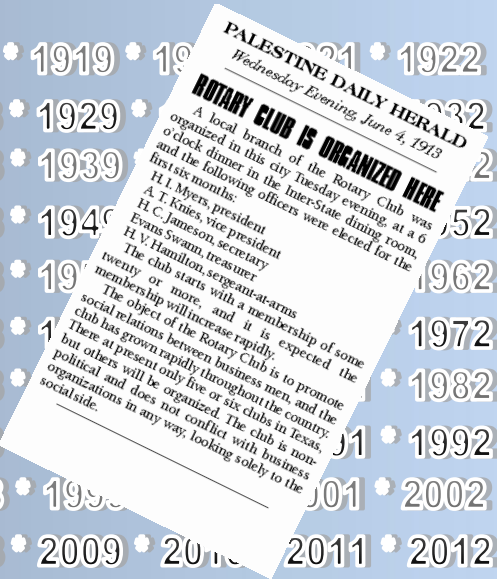 PALESTINE DAILY HERALD
Wednesday Evening, June 4, 1913
ROTARY CLUB IS ORGANIZED HERE
A local branch of the Rotary Club was
organized in this city Tuesday evening, at a 6
o'clock dinner in the Inter-State dining room,
and the following officers were elected for the
first six months:
H. I. Myers, president
A. T. Knies, vice president
H. C. Jameson, secretary
Evans Swann, treasurer
H. V. Hamilton, sergeant-at-arms
The club starts with a membership of some
twenty or more, and it is expected the
membership will increase rapidly.
The object of the Rotary Club is to promote
social relations between business men, and the
club has grown rapidly throughout the country.
There at present only five or six clubs in Texas,
but others will be organized. The club is non-
political and does not conflict with business
organizations in any way, looking solely to the
social side.
* 1919 * * 1922
* 1929
* 1939
* 1949
* 1962
* 1972
* 1982
* 1992
* * 2002
* 2009 * * 2011 * 2012